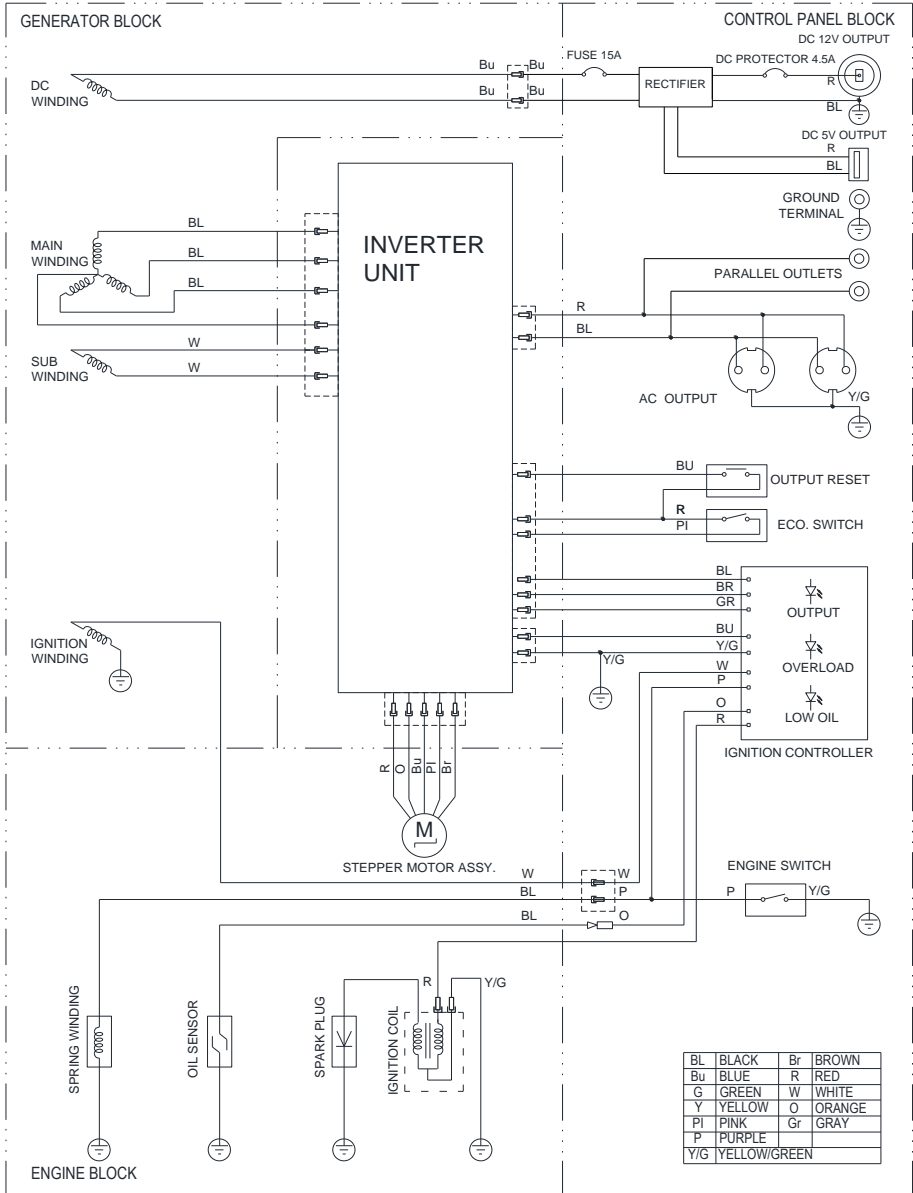 GENERATOR BLOCK
CONTROL PANEL BLOCK
DC 12V OUTPUT
FUSE 15A
DC PROTECTOR 4.5A
Bu
Bu
R
DC
WINDING
RECTIFIER
Bu
Bu
BL
DC 5V OUTPUT
R
BL
GROUND
TERMINAL
BL
INVERTER
UNIT
MAIN
WINDING
BL
PARALLEL OUTLETS
BL
R
BL
W
SUB
WINDING
W
AC OUTPUT
Y/G
BU
OUTPUT RESET
R
PI
ECO. SWITCH
BL
BR
GR
OUTPUT
BU
Y/G
Y/G
OVERLOAD
W
P
O
R
LOW OIL
IGNITION CONTROLLER
IGNITION
WINDING
R
O
Bu
PI
Br
M
STEPPER MOTOR ASSY.
W
W
ENGINE SWITCH
BL
P
P
Y/G
BL
O
R
Y/G
SPRING WINDING
OIL SENSOR
SPARK PLUG
IGNITION COIL
BL BLACK Br BROWN
Bu BLUE R RED
G GREEN W WHITE
Y YELLOW O ORANGE
PI PINK Gr GRAY
P PURPLE
Y/G YELLOW/GREEN
ENGINE BLOCK